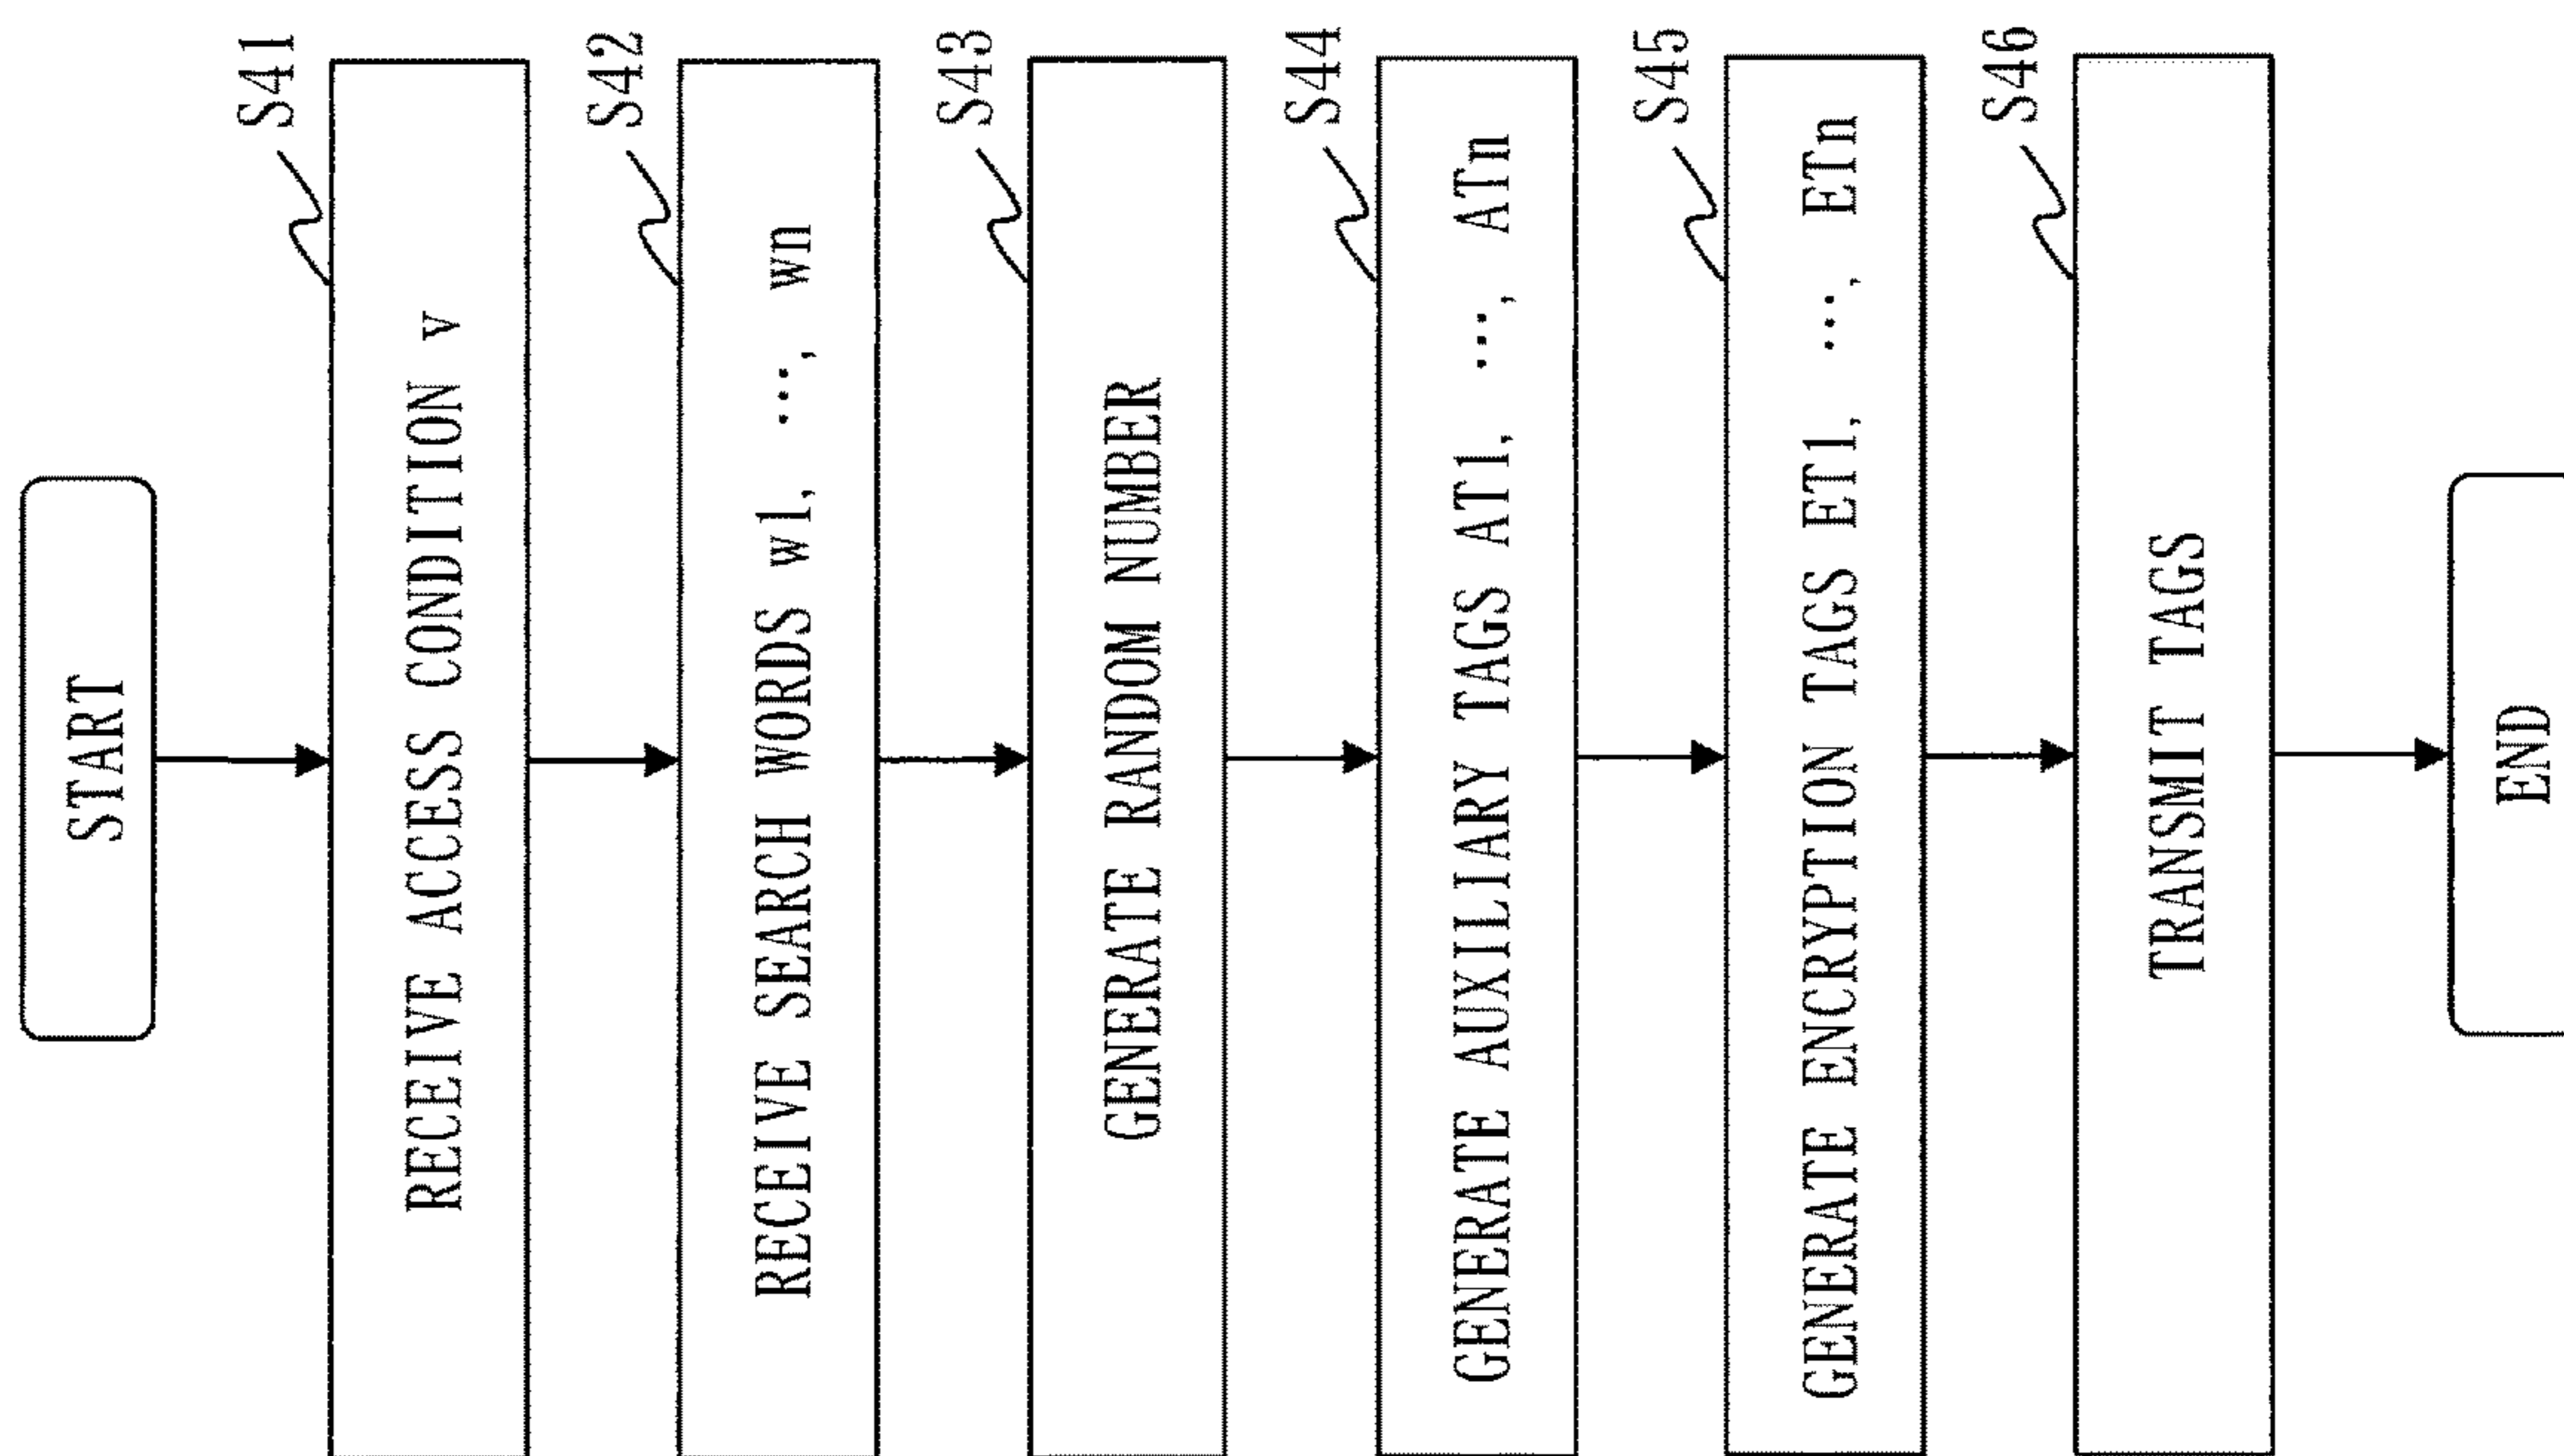 START
S41
RECEIVE ACCESS CONDITION v
S42
RECEIVE SEARCH WORDS w1, ···, wn
S43
GENERATE RANDOM NUMBER
S44
GENERATE AUXILIARY TAGS AT1, ···, ATn
S45
GENERATE ENCRYPTION TAGS ET1, ···, ETn
S46
TRANSMIT TAGS
END